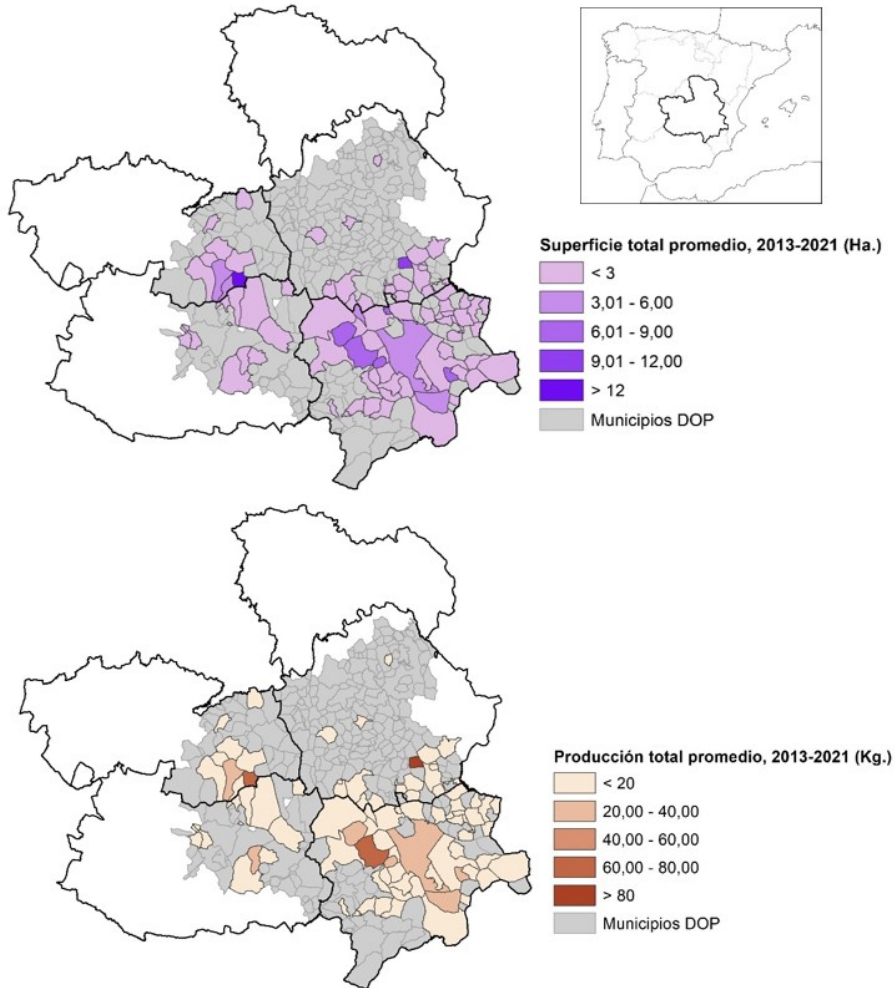 Superficie total promedio, 2013-2021 (Ha.)
< 3
3,01 - 6,00
6,01 - 9,00
9,01 - 12,00
> 12
Municipios DOP
Producción total promedio, 2013-2021 (Kg.)
< 20
20,00 - 40,00
40,00 - 60,00
60,00 - 80,00
> 80
Municipios DOP